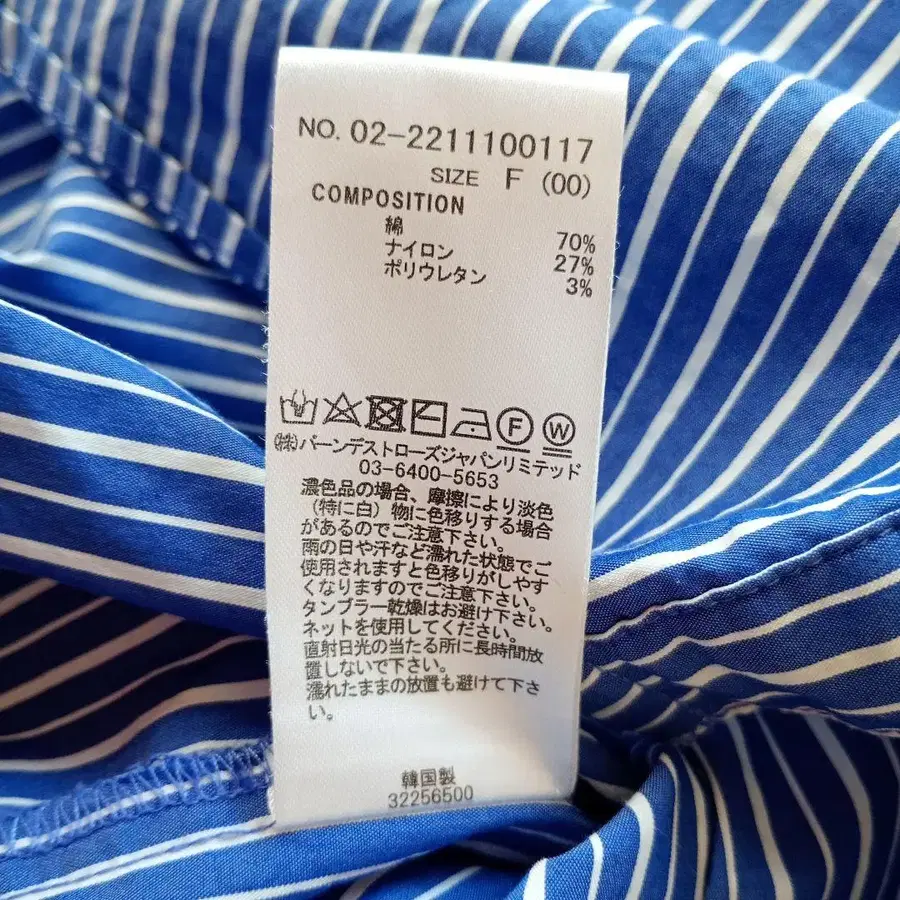 NO. 02-2211100117
SIZE F (00)
COMPOSITION
綿 70%
ナイロン 27%
ポリウレタン 3%
F W
(株)バーンデストローズジャパンリミテッド
03-6400-5653
濃色品の場合、摩擦により淡色
(特に白)物に色移りする場合
があるのでご注意下さい。
雨の日や汗など濡れた状態でご
使用されますと色移りがしやす
くなりますのでご注意下さい。
タンブラー乾燥はお避け下さい。
ネットを使用してください。
直射日光の当たる所に長時間放
置しないで下さい。
濡れたままの放置も避けて下さ
い。
韓国製
32256500